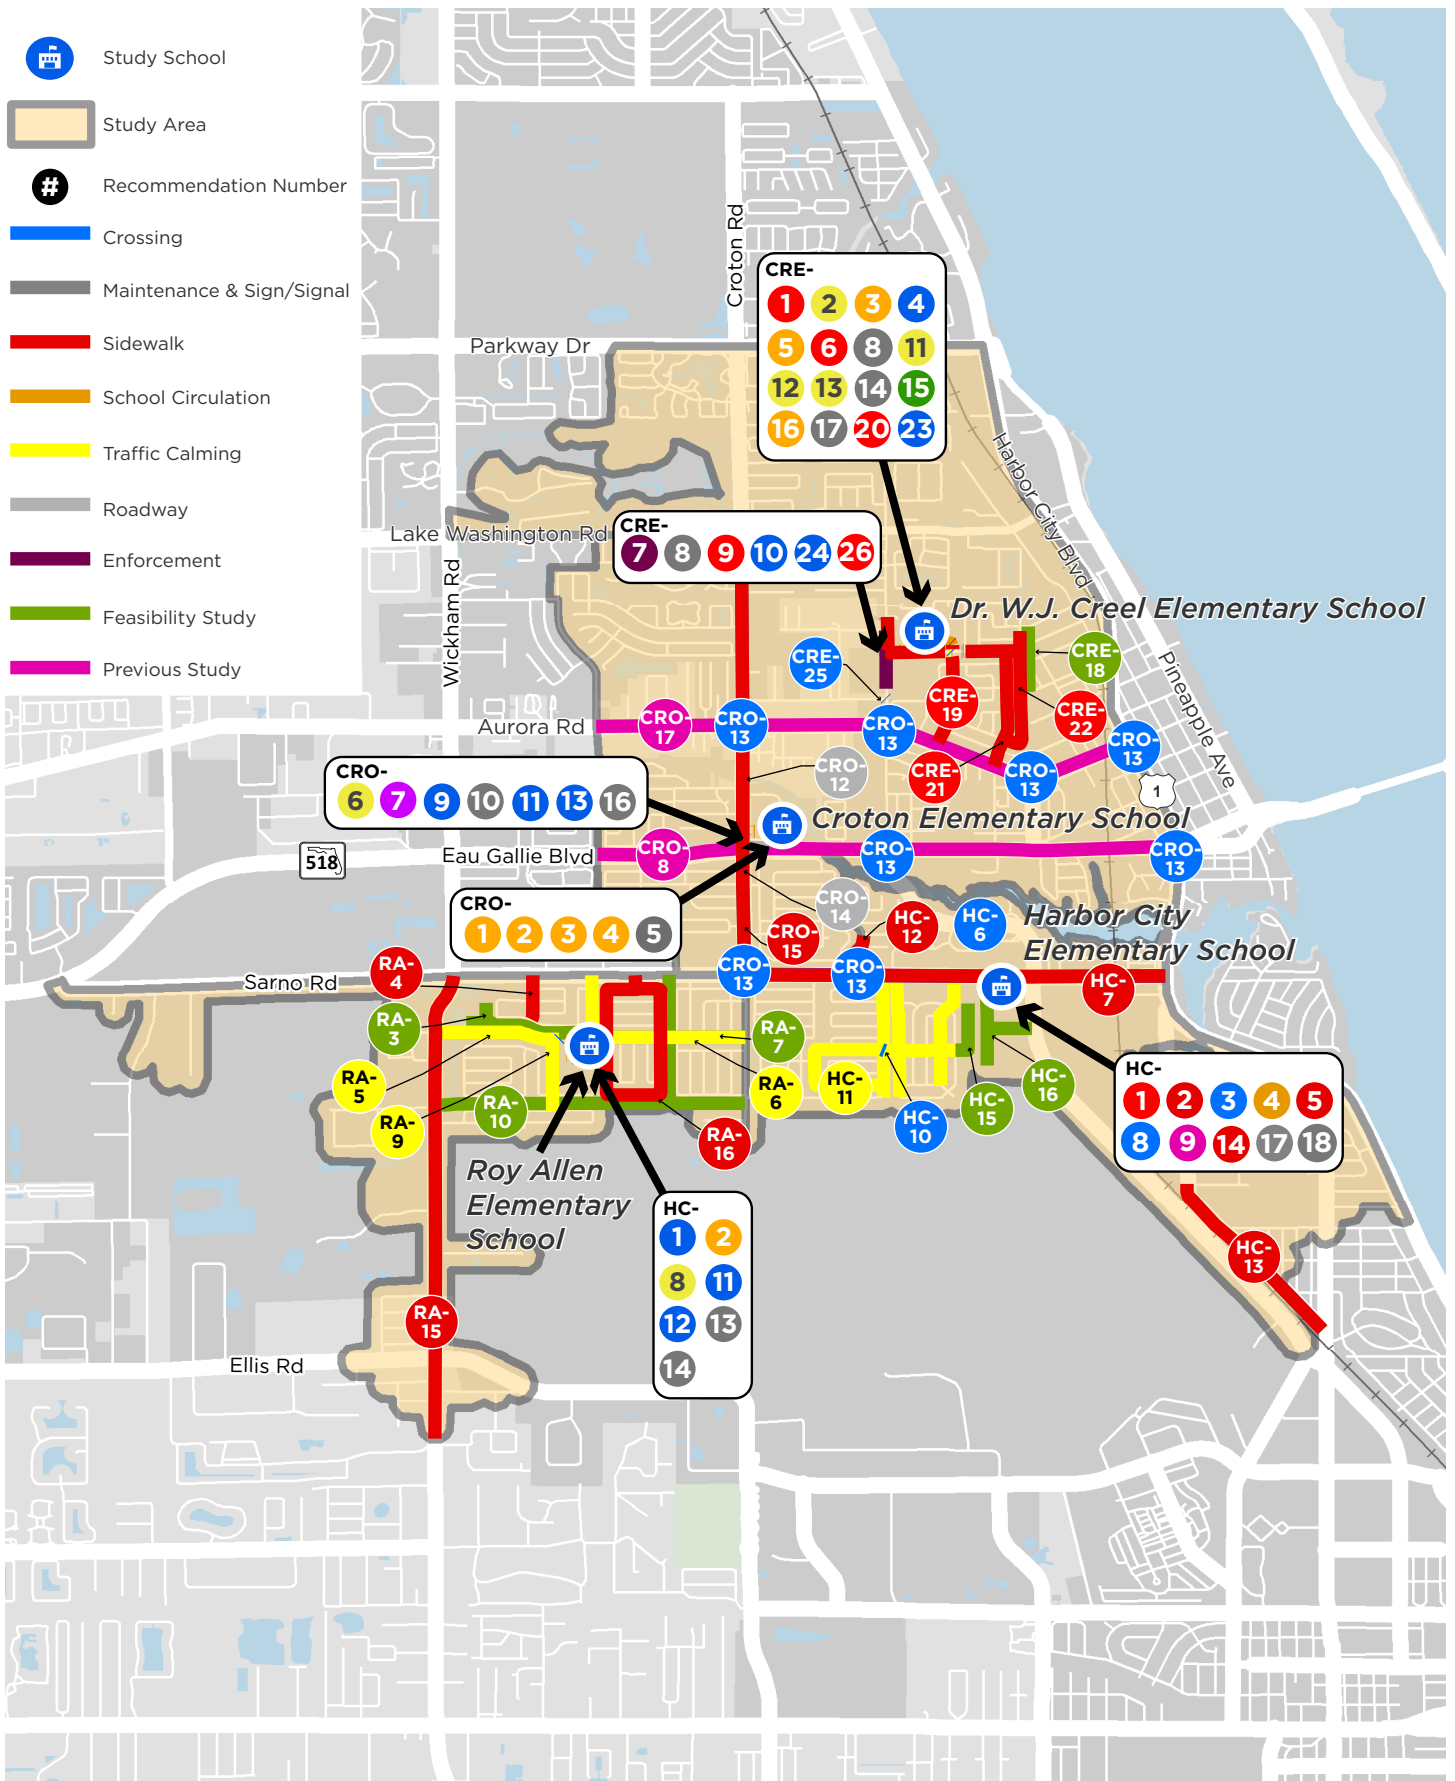 Study School
Study Area
#
Recommendation Number
Crossing
Maintenance & Sign/Signal
Sidewalk
School Circulation
Traffic Calming
Roadway
Enforcement
Feasibility Study
Previous Study
Croton Rd
Parkway Dr
CRE-
1 2 3 4
5 6 8 11
12 13 14 15
16 17 20 23
Harbor City Blvd
Lake Washington Rd
CRE-
7 8 9 10 24 26
Wickham Rd
Dr. W.J. Creel Elementary School
CRE-
25
CRE-
18
Pineapple Ave
CRE-
19
CRE-
22
Aurora Rd
CRO-
17
CRO-
13
CRO-
13
CRO-
13
CRO-
12
CRE-
21
CRO-
13
1
CRO-
6 7 9 10 11 13 16
Croton Elementary School
518
Eau Gallie Blvd
CRO-
8
CRO-
13
CRO-
13
CRO-
1 2 3 4 5
CRO-
14
HC-
12
HC-
6
Harbor City
Elementary School
CRO-
15
Sarno Rd
RA-
4
CRO-
13
CRO-
13
HC-
7
RA-
3
RA-
7
RA-
5
RA-
6
HC-
11
HC-
16
RA-
9
RA-
10
HC-
10
HC-
15
RA-
16
HC-
1 2 3 4 5
8 9 14 17 18
Roy Allen
Elementary
School
HC-
1 2
8 11
12 13
14
HC-
13
RA-
15
Ellis Rd